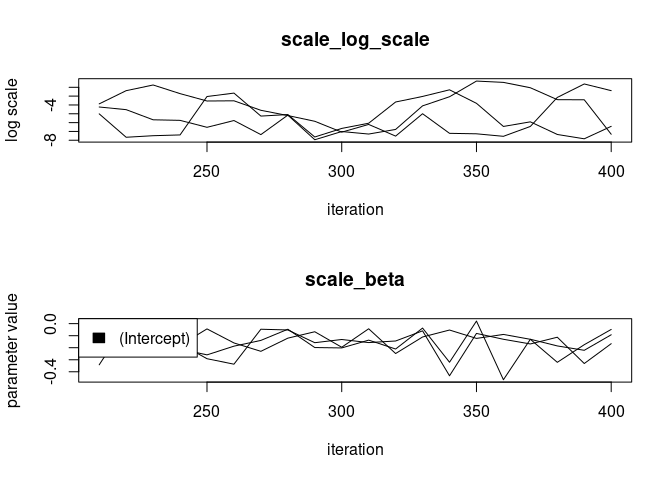 scale_log_scale
log scale
-4
-8
250 300 350 400
iteration
scale_beta
parameter value
0.0
-0.4
(Intercept)
250 300 350 400
iteration